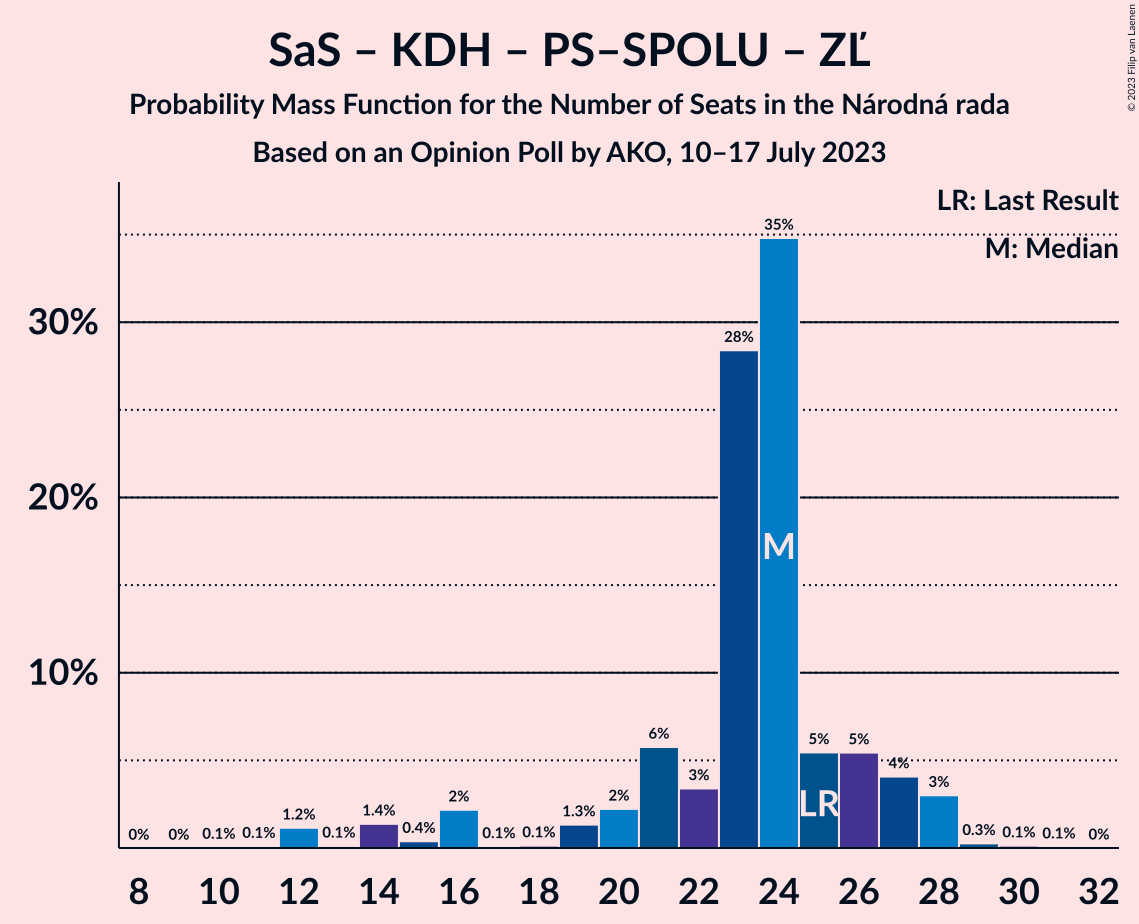 SaS – KDH – PS–SPOLU – ZĽ
Probability Mass Function for the Number of Seats in the Národná rada
Based on an Opinion Poll by AKO, 10–17 July 2023
© 2023 Filip van Laenen
LR: Last Result
M: Median
30%
20%
10%
0% 0% 0.1% 0.1% 1.2% 0.1% 1.4% 0.4% 2% 0.1% 0.1% 1.3% 2% 6% 3% 28% 35% 5% 5% 4% 3% 0.3% 0.1% 0.1% 0%
M
LR
8 10 12 14 16 18 20 22 24 26 28 30 32